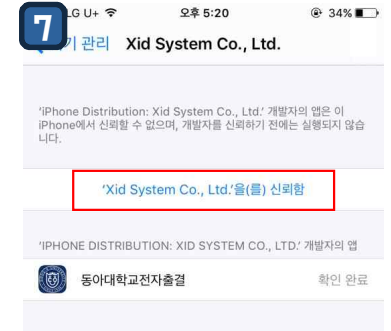 7
LG U+ 오후 5:20 34%
기 관리 Xid System Co., Ltd.
'iPhone Distribution: Xid System Co., Ltd.' 개발자의 앱은 이
iPhone에서 신뢰할 수 없으며, 개발자를 신뢰하기 전에는 실행되지 않습
니다.
'Xid System Co., Ltd.'을(를) 신뢰함
'IPHONE DISTRIBUTION: XID SYSTEM CO., LTD.' 개발자의 앱
동아대학교전자출결 확인 완료